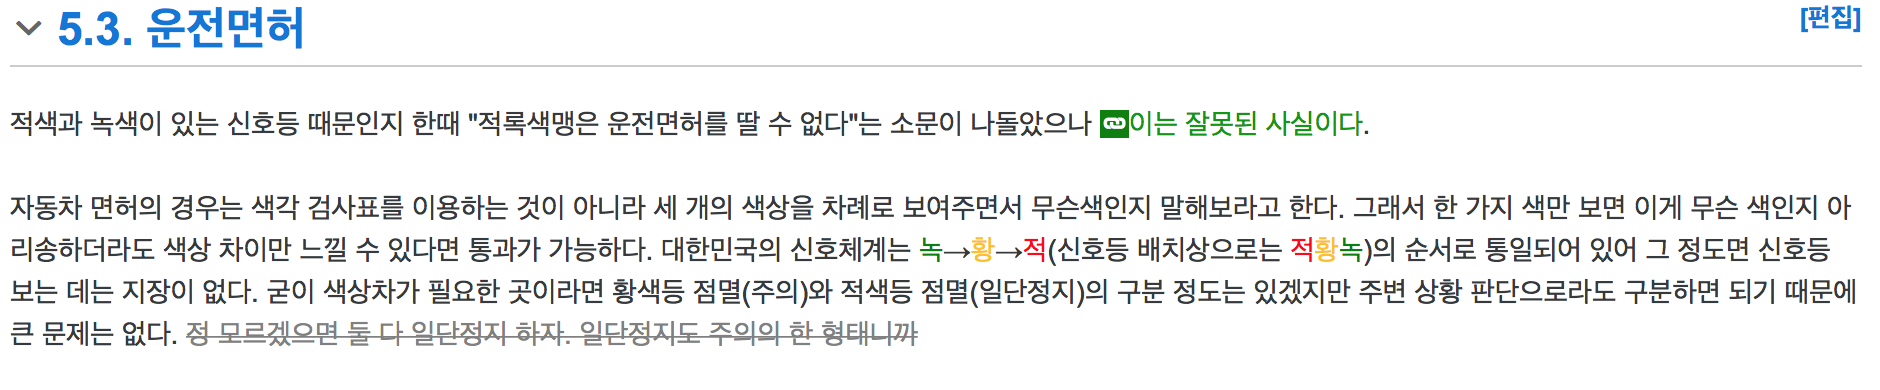 5.3. 운전면허
[편집]
적색과 녹색이 있는 신호등 때문인지 한때 "적록색맹은 운전면허를 딸 수 없다"는 소문이 나돌았으나 이는 잘못된 사실이다.
자동차 면허의 경우는 색각 검사표를 이용하는 것이 아니라 세 개의 색상을 차례로 보여주면서 무슨색인지 말해보라고 한다. 그래서 한 가지 색만 보면 이게 무슨 색인지 아
리송하더라도 색상 차이만 느낄 수 있다면 통과가 가능하다. 대한민국의 신호체계는 녹→황→적(신호등 배치상으로는 적황녹)의 순서로 통일되어 있어 그 정도면 신호등
보는 데는 지장이 없다. 굳이 색상차가 필요한 곳이라면 황색등 점멸(주의)와 적색등 점멸(일단정지)의 구분 정도는 있겠지만 주변 상황 판단으로라도 구분하면 되기 때문에
큰 문제는 없다. 정 모르겠으면 둘 다 일단정지 하자. 일단정지도 주의의 한 형태니까